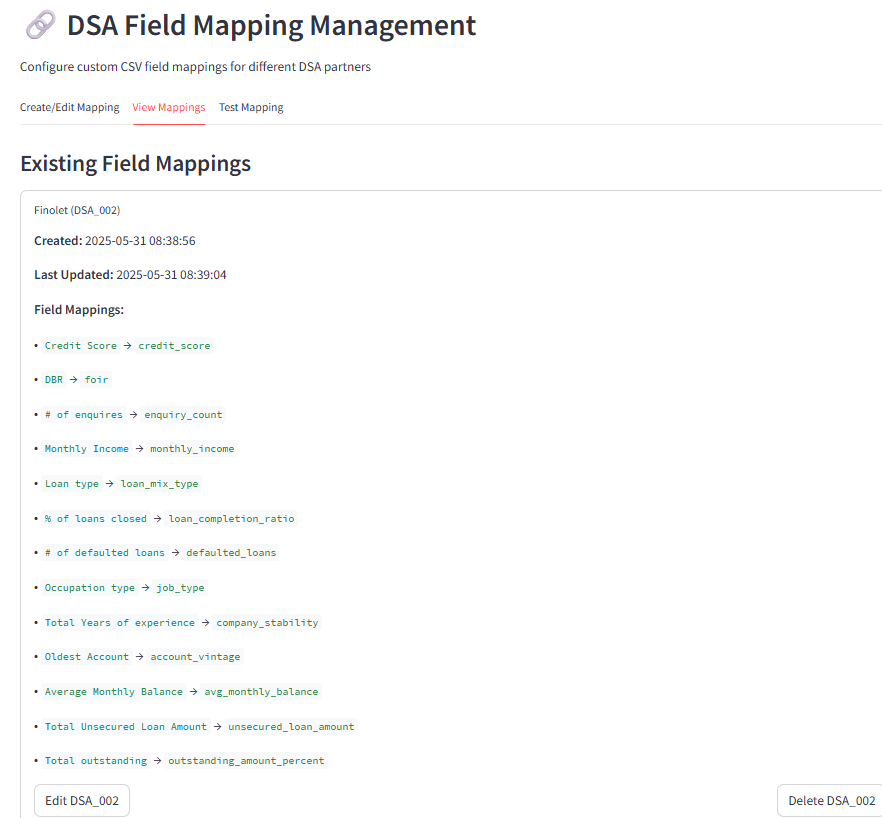 DSA Field Mapping Management
Configure custom CSV field mappings for different DSA partners
Create/Edit Mapping View Mappings Test Mapping
Existing Field Mappings
Finolet (DSA_002)
Created: 2025-05-31 08:38:56
Last Updated: 2025-05-31 08:39:04
Field Mappings:
• Credit Score → credit_score
• DBR → foir
• # of enquires → enquiry_count
• Monthly Income → monthly_income
• Loan type → loan_mix_type
• % of loans closed → loan_completion_ratio
• # of defaulted loans → defaulted_loans
• Occupation type → job_type
• Total Years of experience → company_stability
• Oldest Account → account_vintage
• Average Monthly Balance → avg_monthly_balance
• Total Unsecured Loan Amount → unsecured_loan_amount
• Total outstanding → outstanding_amount_percent
Edit DSA_002 Delete DSA_002